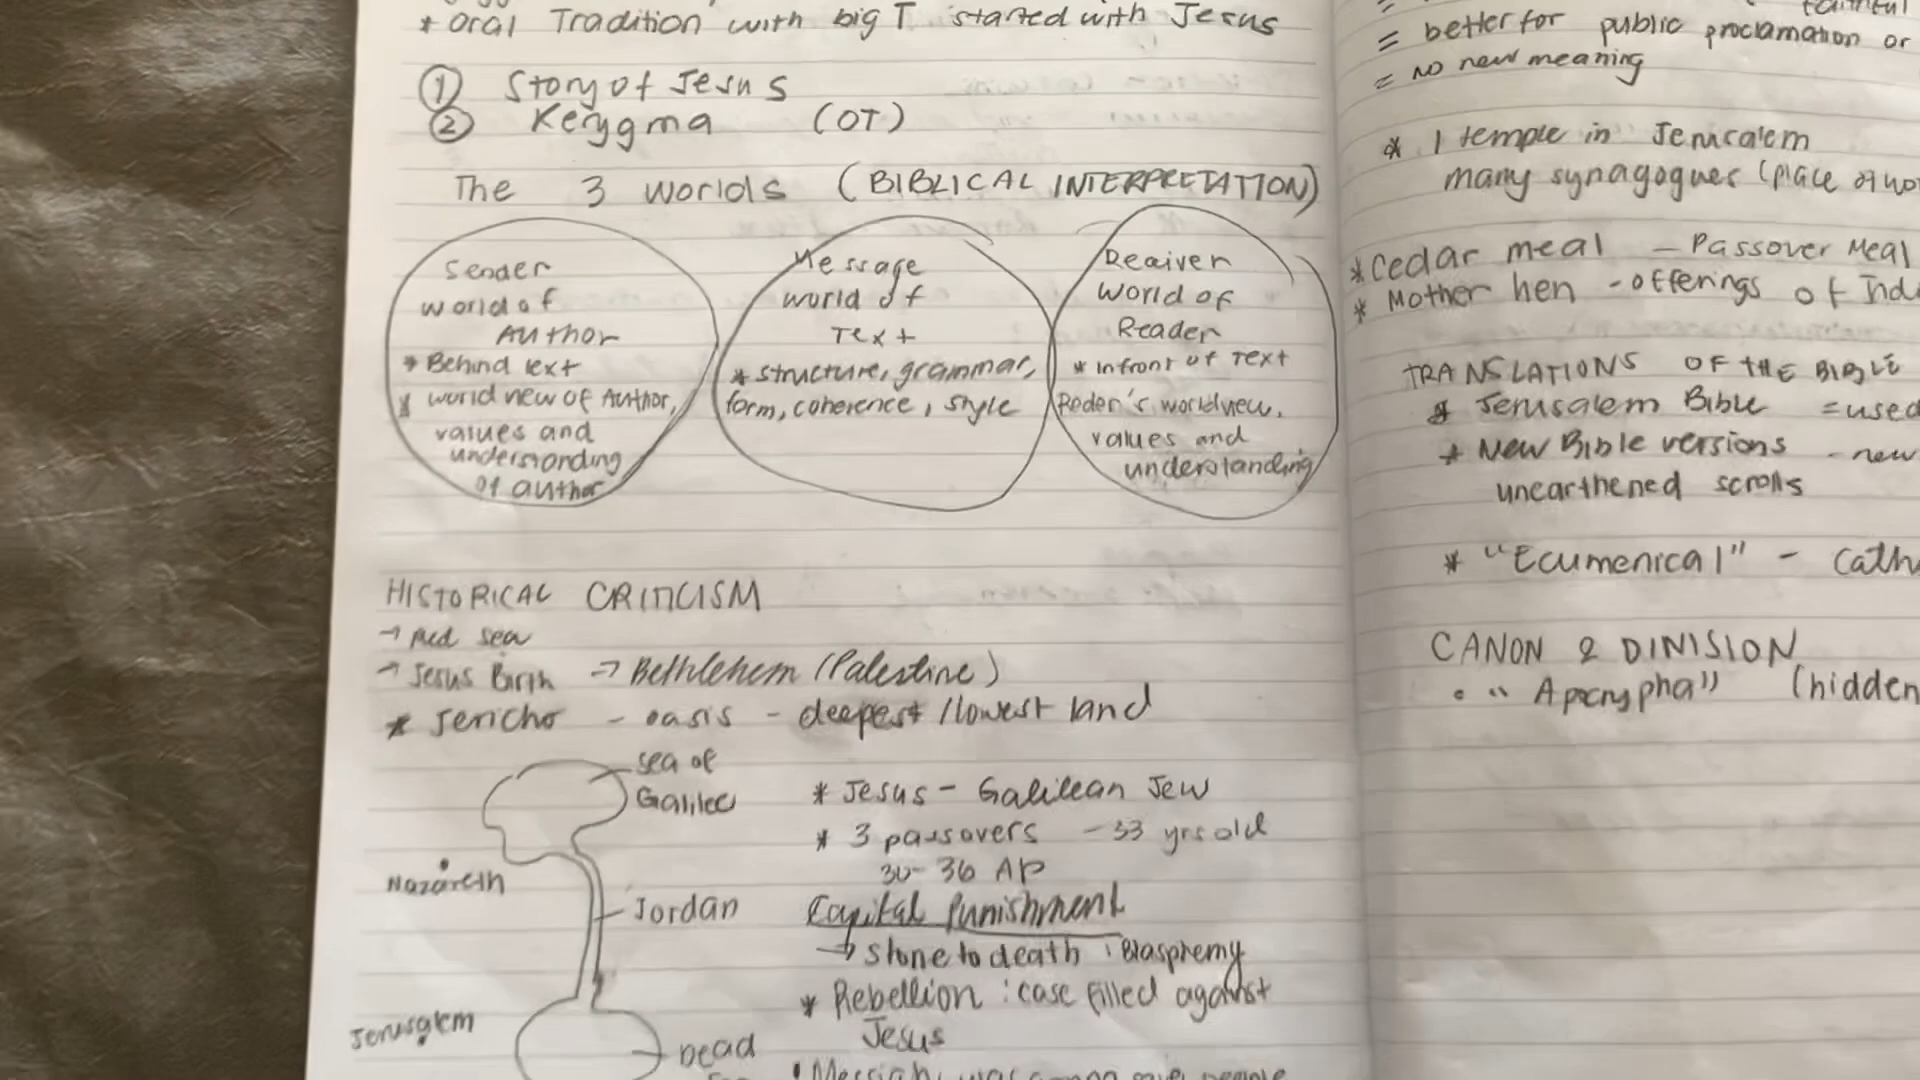 * Oral Tradition with big T started with Jesus
① Story of Jesus
② Kerygma (OT)
The 3 worlds (BIBLICAL INTERPRETATION)
Sender
world of
Author
* Behind text
* world new of Author,
values and
understanding
of author
Message
world of
Text
* structure, grammar,
form, coherence, style
Reciver
World of
Reader
* Infront of Text
Reder's worldview,
values and
understanding
HISTORICAL CRITICISM
→ Red sea
→ Jesus Birth => Bethlehem (Palestine)
* Jericho - oasis - deepest / lowest land
sea of
Galilee
Nazareth
Jordan
Jerusalem
Dead
* Jesus - Galilean Jew
* 3 passovers - 33 yrs old
30-36 AD
Capital Punishment
→ stone to death : Blasphemy
* Rebellion : case filled against
Jesus
= better for public proclamation or
= No new meaning
* 1 temple in Jerusalem
many synagogues (place of wo
* Cedar meal - Passover Meal
* Mother hen - offerings of Ind
TRANSLATIONS OF THE BIBLE
* Jerusalem Bible = used
* New Bible versions - new
unearthened scrolls
* "Ecumenical" - Cath
CANON & DINISION
• "Apocrypha" (hidden